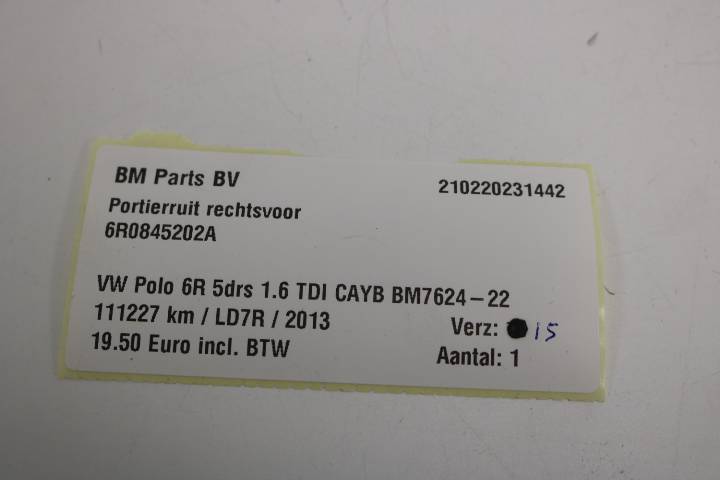 BM Parts BV 210220231442
Portierruit rechtsvoor
6R0845202A
VW Polo 6R 5drs 1.6 TDI CAYB BM7624-22
111227 km / LD7R / 2013 Verz: 15
19.50 Euro incl. BTW Aantal: 1